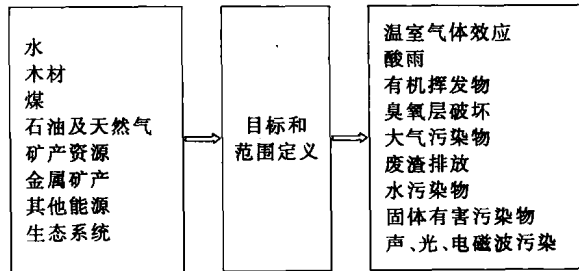 水
木材
煤
石油及天然气
矿产资源
金属矿产
其他能源
生态系统
目标和
范围定义
温室气体效应
酸雨
有机挥发物
臭氧层破坏
大气污染物
废渣排放
水污染物
固体有害污染物
声、光、电磁波污染